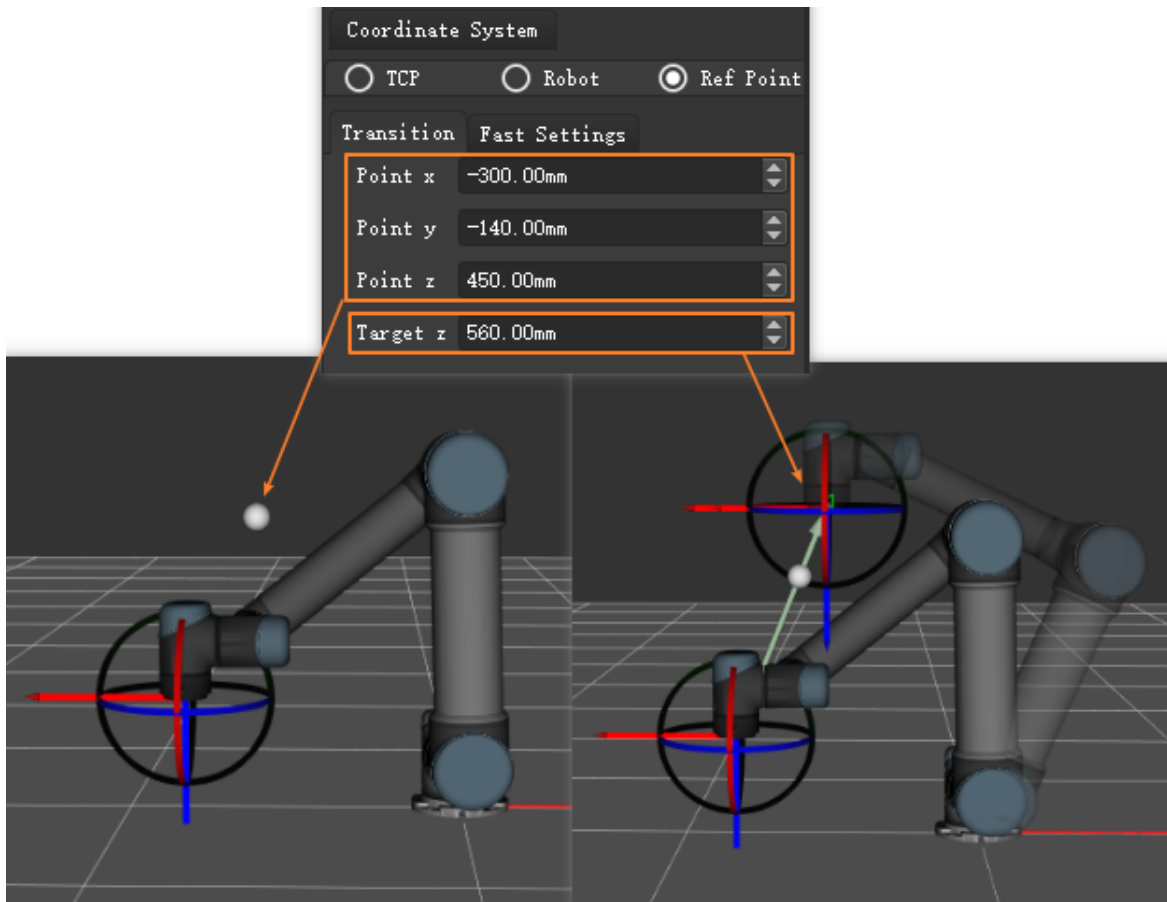 Coordinate System
TCP Robot Ref Point
Transition Fast Settings
Point x -300.00mm
Point y -140.00mm
Point z 450.00mm
Target z 560.00mm